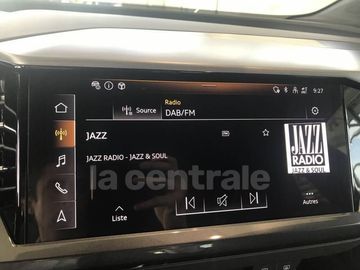 9:27
Source
Radio
DAB/FM
JAZZ
JAZZ RADIO - JAZZ & SOUL
JAZZ
RADIO
JAZZ & SOUL
la centrale
Liste
Autres